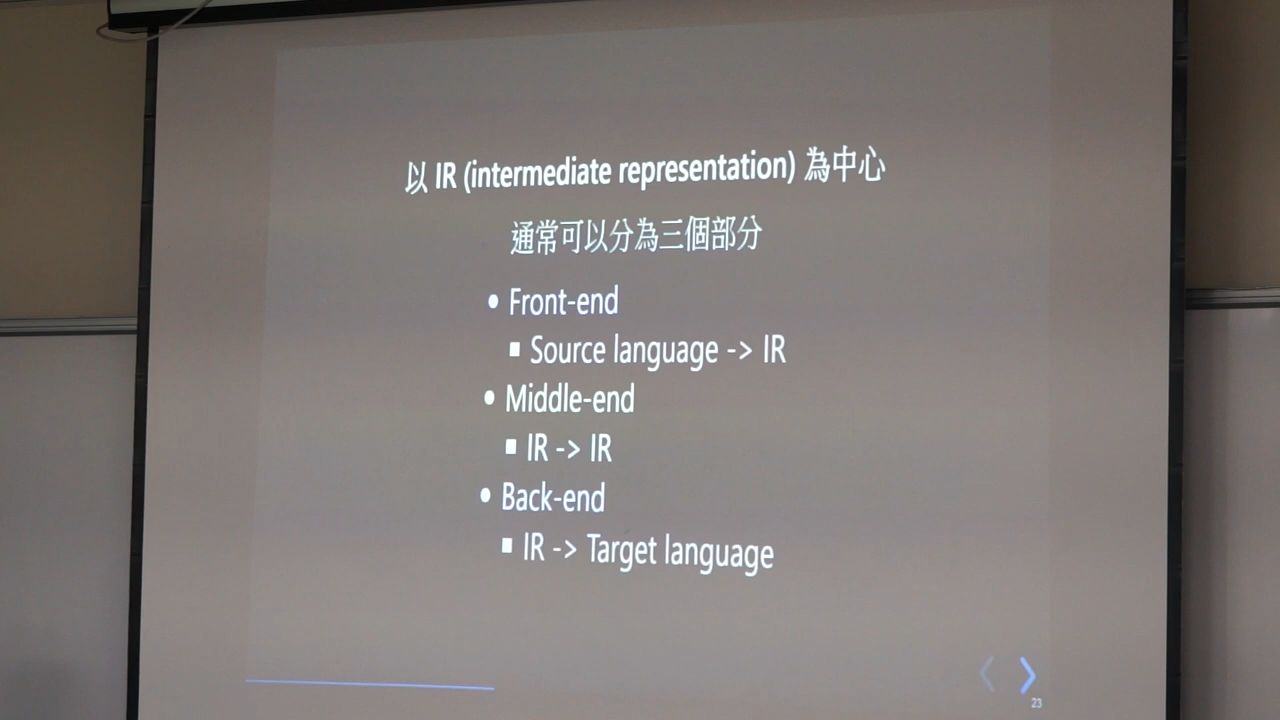 以 IR (intermediate representation) 為中心
通常可以分為三個部分
• Front-end
▪ Source language -> IR
• Middle-end
▪ IR -> IR
• Back-end
▪ IR -> Target language
23